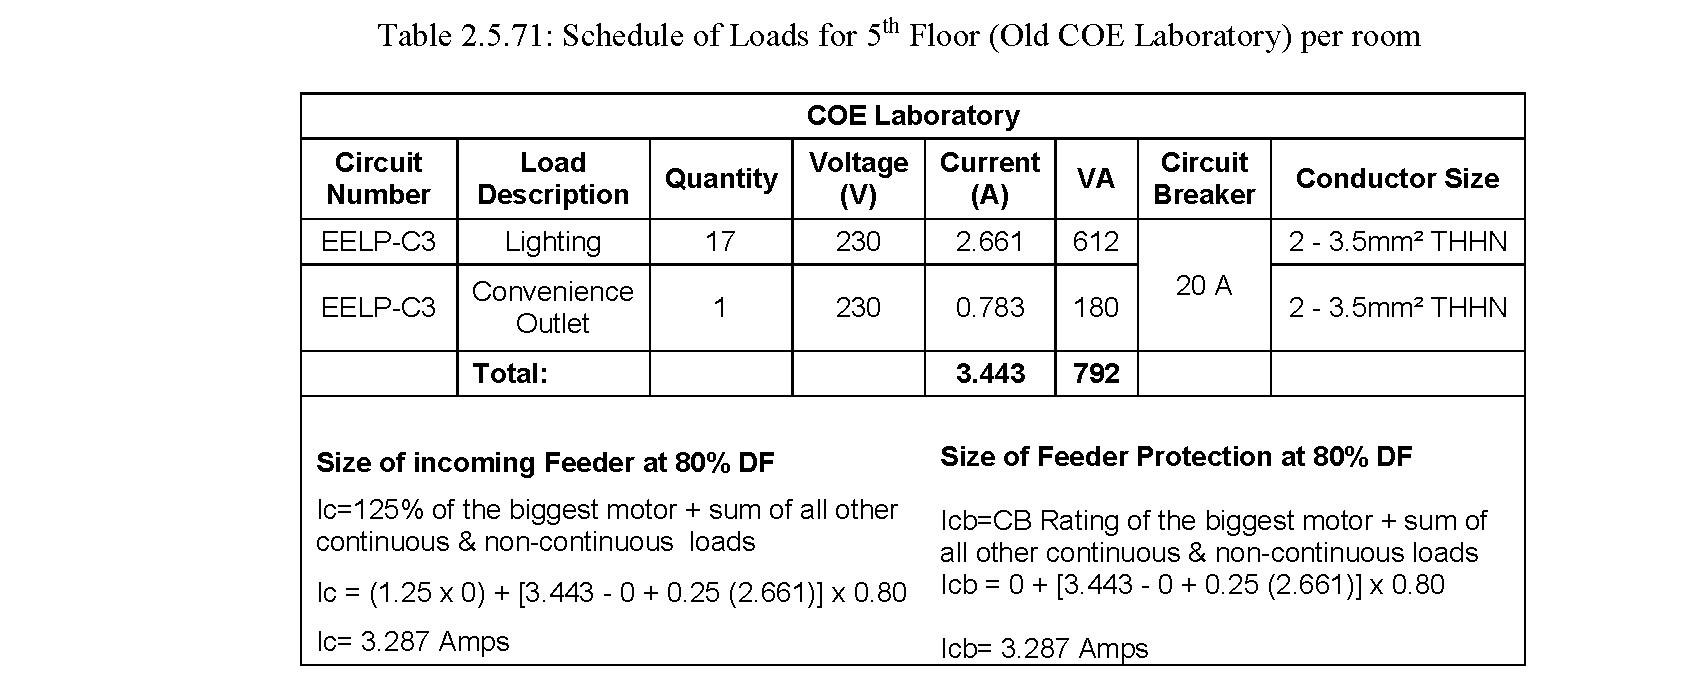 Table 2.5.71: Schedule of Loads for 5th Floor (Old COE Laboratory) per room
COE Laboratory
Circuit Number Load Description Quantity Voltage (V) Current (A) VA Circuit Breaker Conductor Size
EELP-C3 Lighting 17 230 2.661 612 20 A 2 - 3.5mm² THHN
EELP-C3 Convenience Outlet 1 230 0.783 180 2 - 3.5mm² THHN
Total: 3.443 792
Size of incoming Feeder at 80% DF
Ic=125% of the biggest motor + sum of all other
continuous & non-continuous loads
Ic = (1.25 x 0) + [3.443 - 0 + 0.25 (2.661)] x 0.80
Ic= 3.287 Amps
Size of Feeder Protection at 80% DF
Icb=CB Rating of the biggest motor + sum of
all other continuous & non-continuous loads
Icb = 0 + [3.443 - 0 + 0.25 (2.661)] x 0.80
Icb= 3.287 Amps